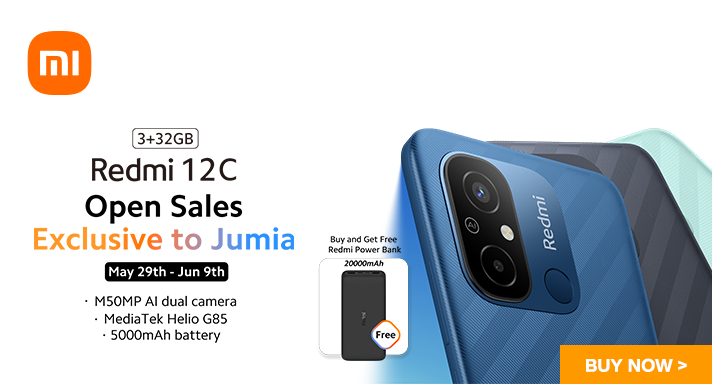 mi
3+32GB
Redmi 12C
Open Sales
Exclusive to Jumia
May 29th - Jun 9th
· M50MP AI dual camera
· MediaTek Helio G85
· 5000mAh battery
Buy and Get Free
Redmi Power Bank
20000mAh
Free
AI
Redmi
BUY NOW >